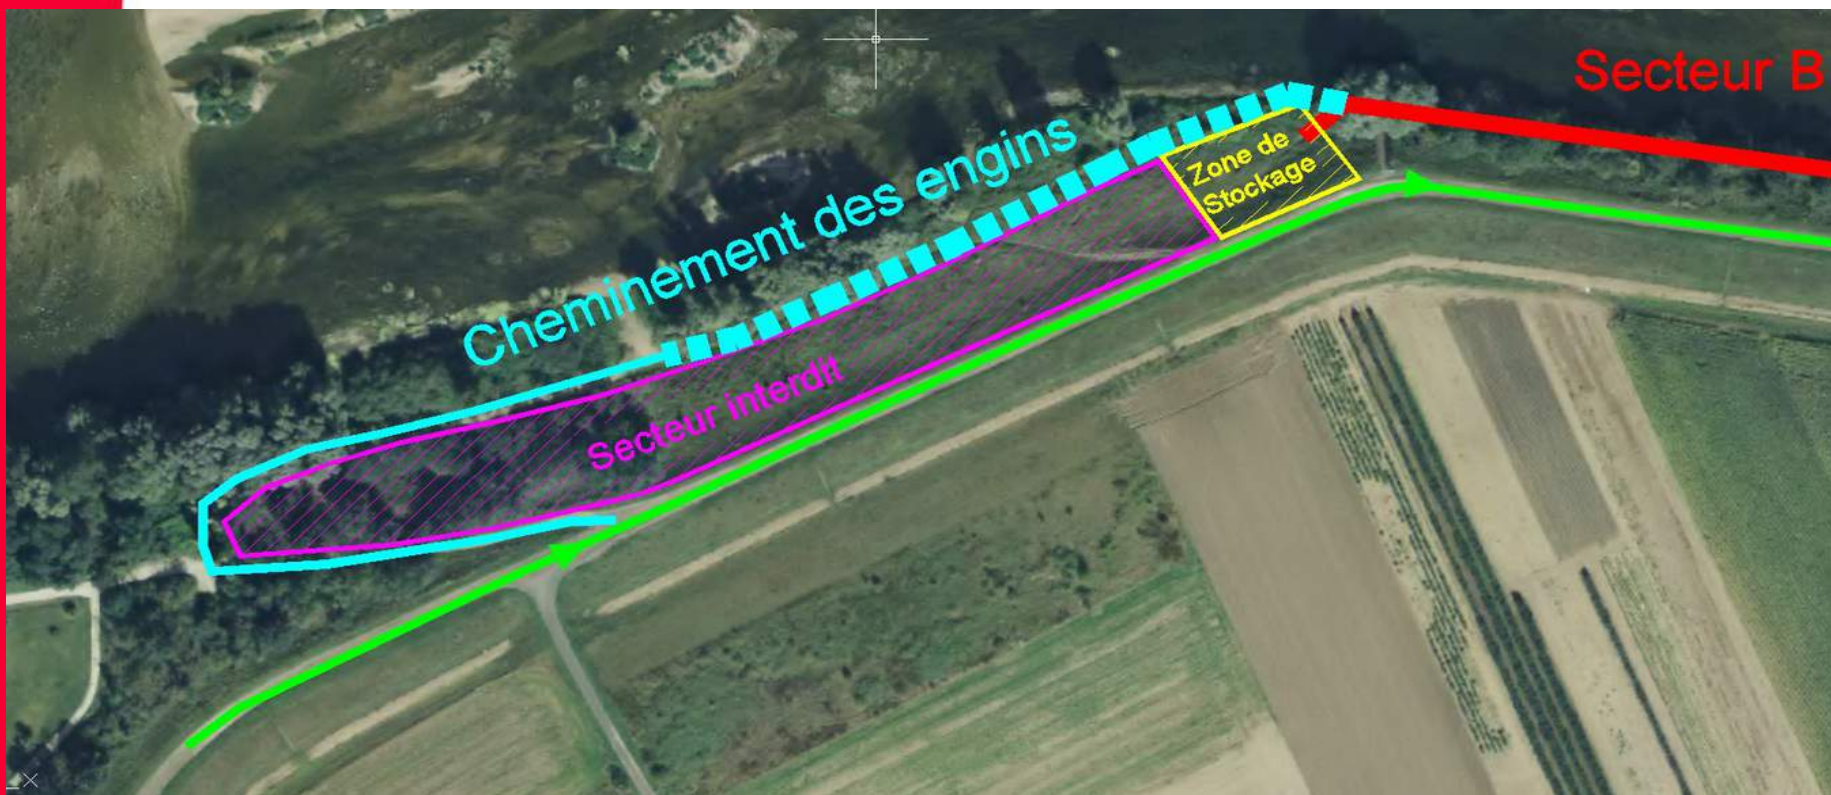 Secteur B
Cheminement des engins
Zone de
Stockage
Secteur interdit